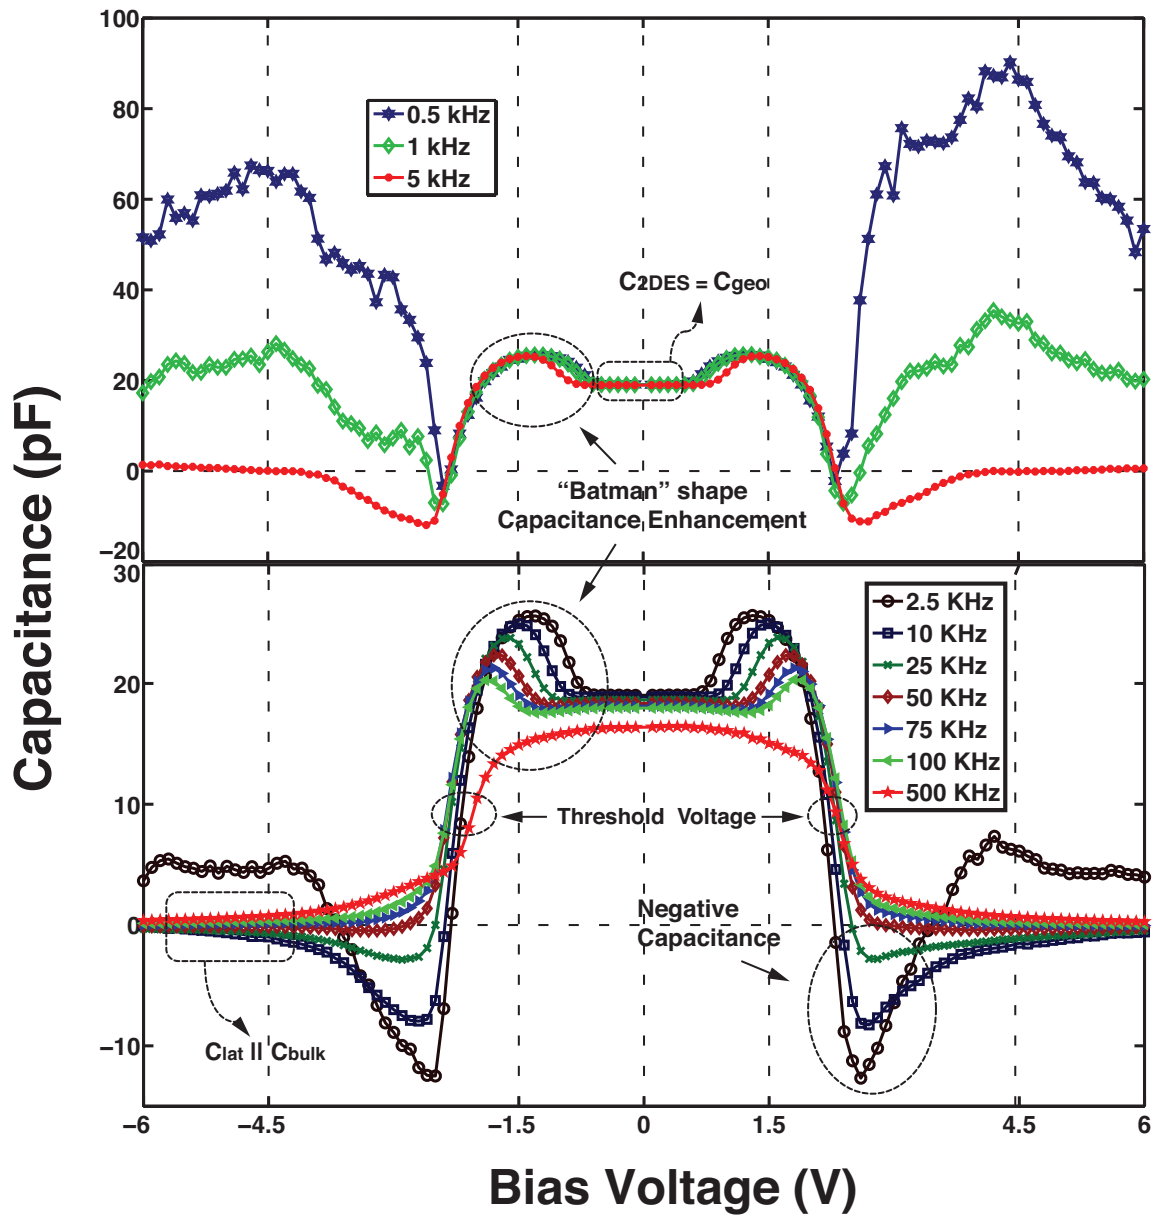 Capacitance (pF)
100
80
60
40
20
0
−20
0.5 kHz
1 kHz
5 kHz
C2DES = Cgeo
“Batman” shape
Capacitance Enhancement
30
20
10
0
−10
2.5 KHz
10 KHz
25 KHz
50 KHz
75 KHz
100 KHz
500 KHz
Threshold Voltage
Negative
Capacitance
Clat II Cbulk
−6
−4.5
−1.5
0
1.5
4.5
6
Bias Voltage (V)